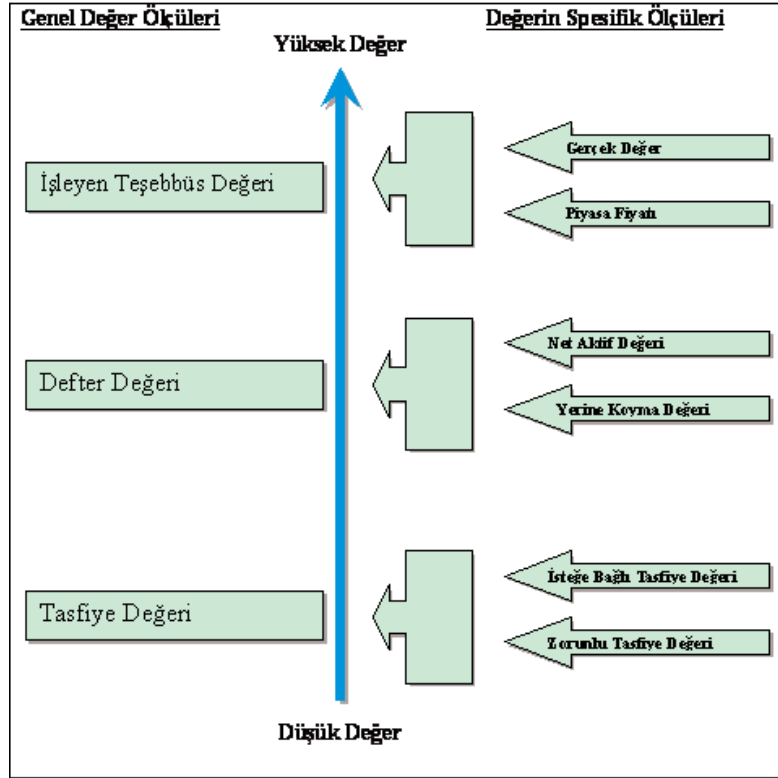 Genel Değer Ölçüleri
Değerin Spesifik Ölçüleri
Yüksek Değer
Gerçek Değer
İşleyen Teşebbüs Değeri
Piyasa Fiyatı
Net Aktif Değeri
Defter Değeri
Yerine Koyma Değeri
İsteğe Bağlı Tasfiye Değeri
Tasfiye Değeri
Zorunlu Tasfiye Değeri
Düşük Değer